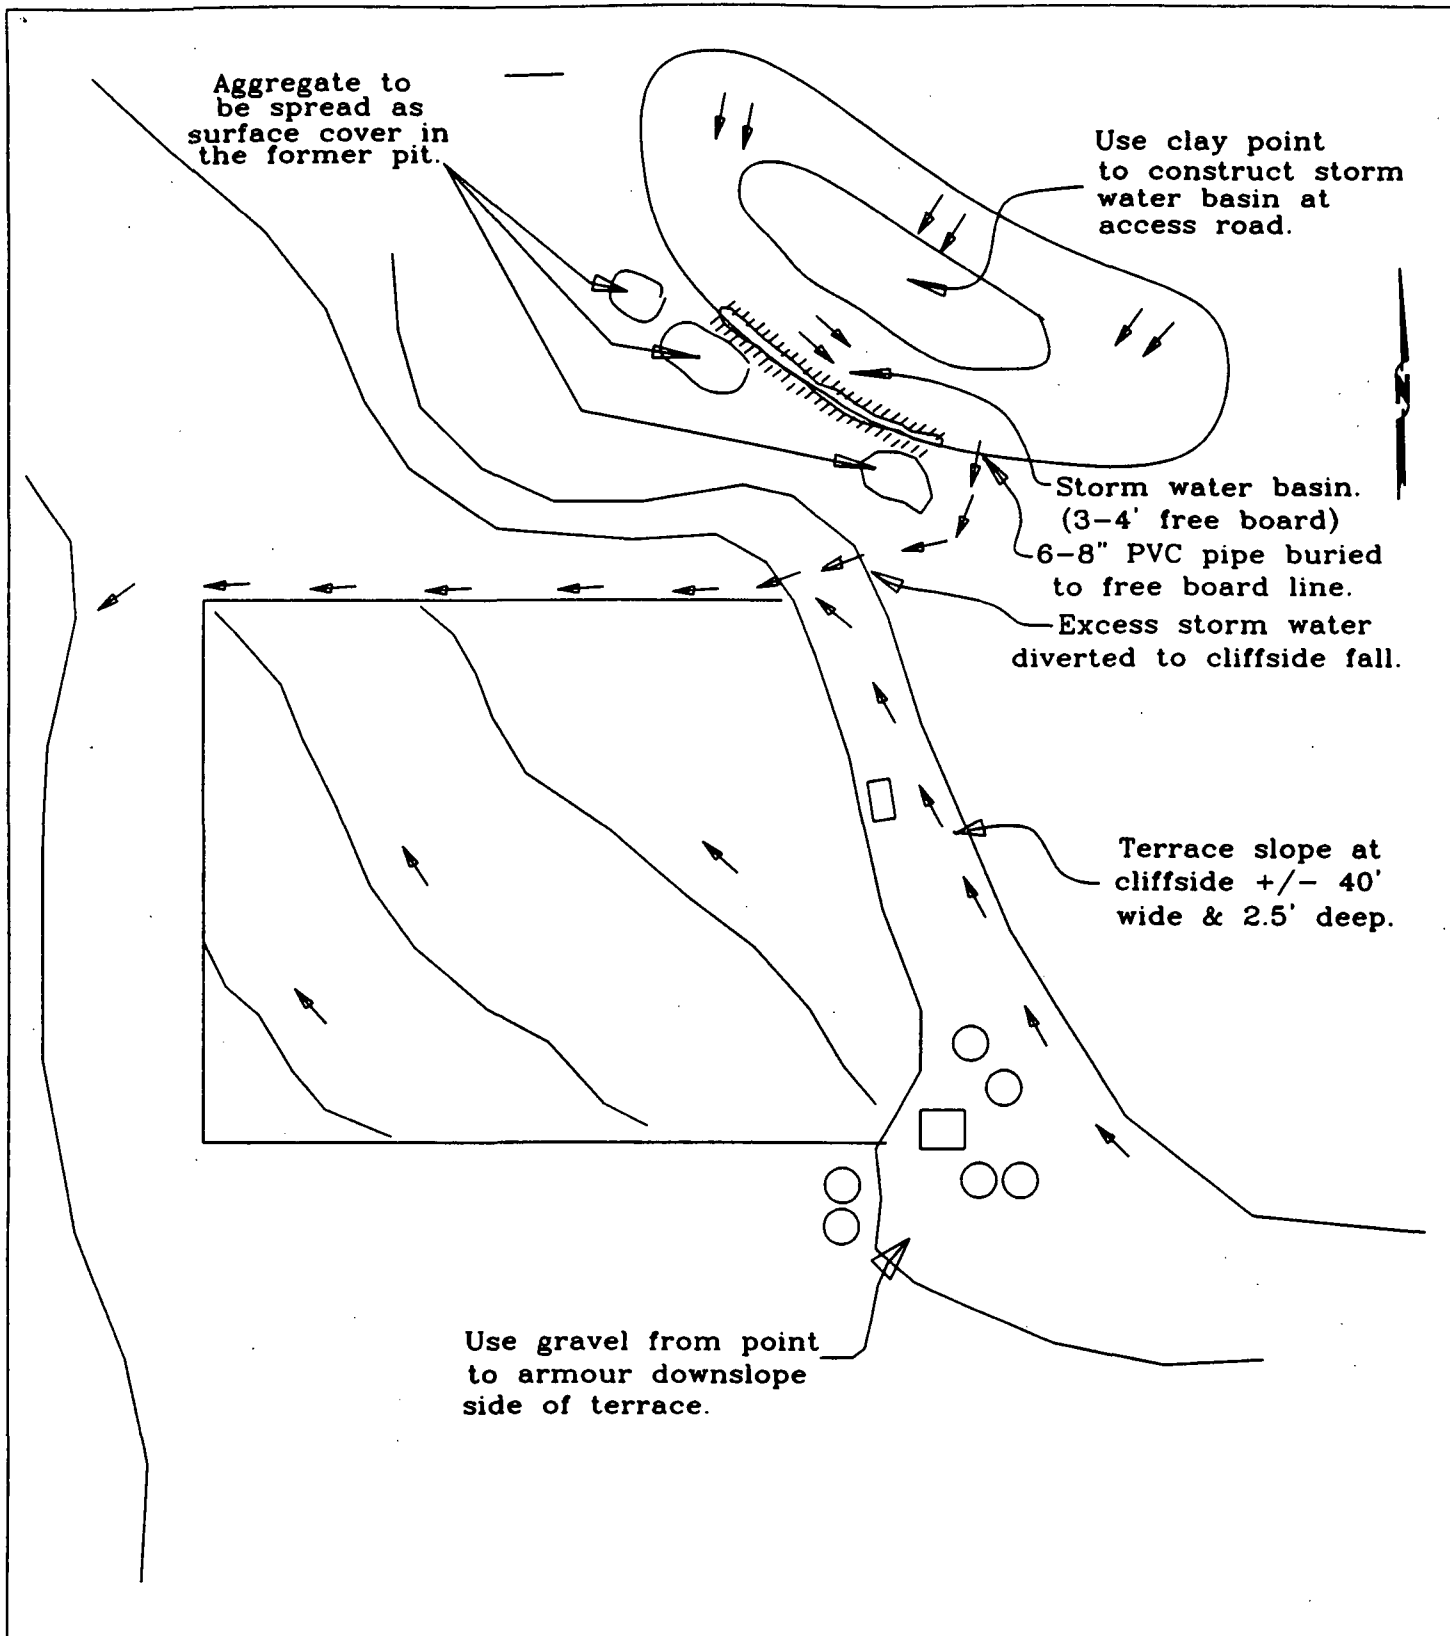 Aggregate to
be spread as
surface cover in
the former pit.
Use clay point
to construct storm
water basin at
access road.
N
Storm water basin.
(3-4' free board)
6-8" PVC pipe buried
to free board line.
Excess storm water
diverted to cliffside fall.
Terrace slope at
cliffside +/- 40'
wide & 2.5' deep.
Use gravel from point
to armour downslope
side of terrace.